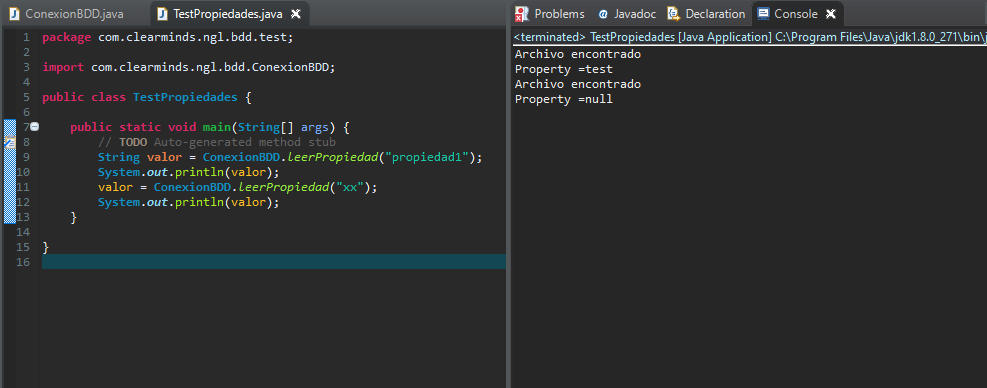 ConexionBDD.java
TestPropiedades.java
1 package com.clearminds.ngl.bdd.test;
2
3 import com.clearminds.ngl.bdd.ConexionBDD;
4
5 public class TestPropiedades {
6
7 public static void main(String[] args) {
8 // TODO Auto-generated method stub
9 String valor = ConexionBDD.leerPropiedad("propiedad1");
10 System.out.println(valor);
11 valor = ConexionBDD.leerPropiedad("xx");
12 System.out.println(valor);
13 }
14
15 }
16
Problems @ Javadoc Declaration Console
<terminated> TestPropiedades [Java Application] C:\Program Files\Java\jdk1.8.0_271\bin\j
Archivo encontrado
Property =test
Archivo encontrado
Property =null